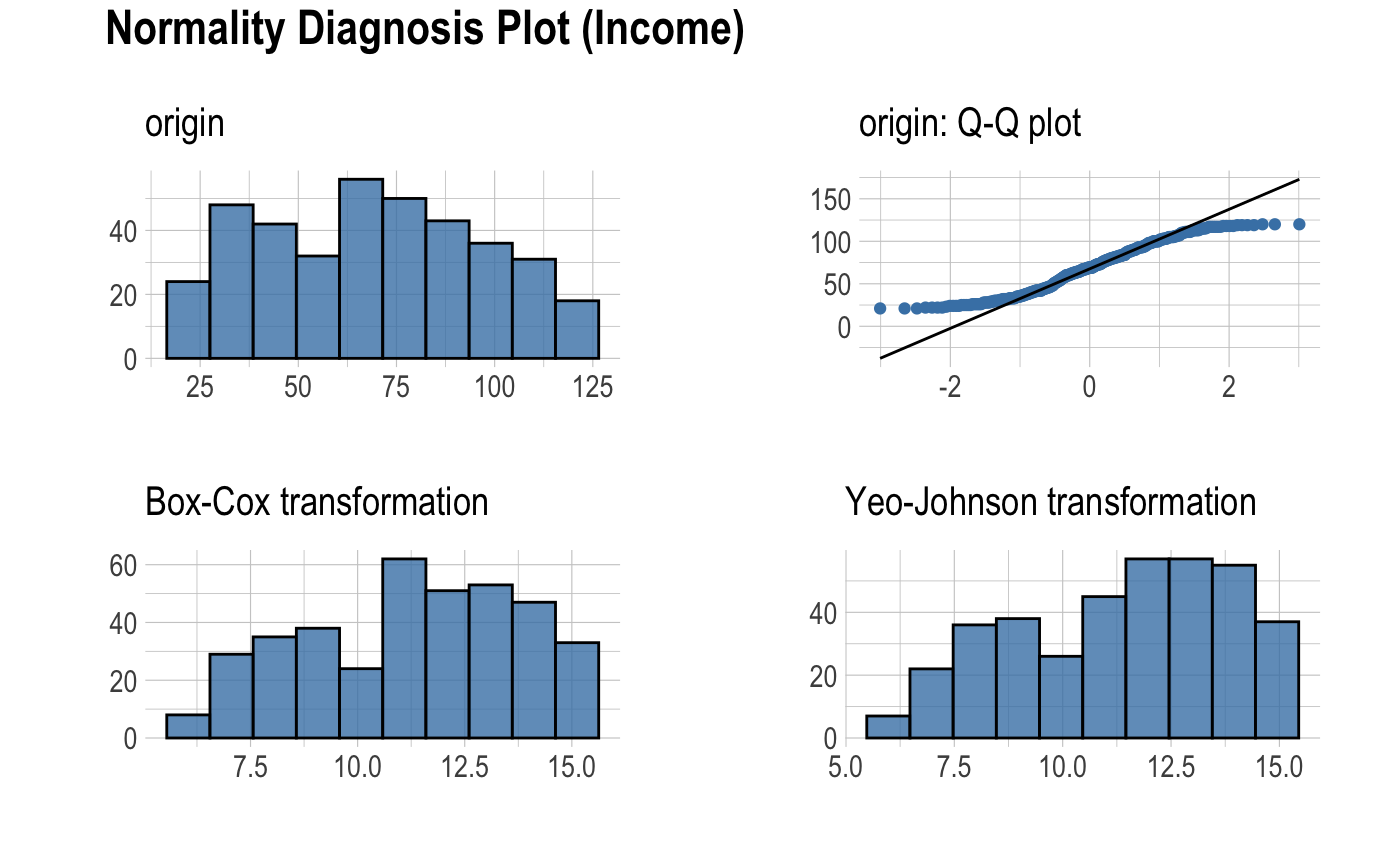 Normality Diagnosis Plot (Income)
origin
40
20
0
25 50 75 100 125
origin: Q-Q plot
150
100
50
0
-2 0 2
Box-Cox transformation
60
40
20
0
7.5 10.0 12.5 15.0
Yeo-Johnson transformation
40
20
0
5.0 7.5 10.0 12.5 15.0